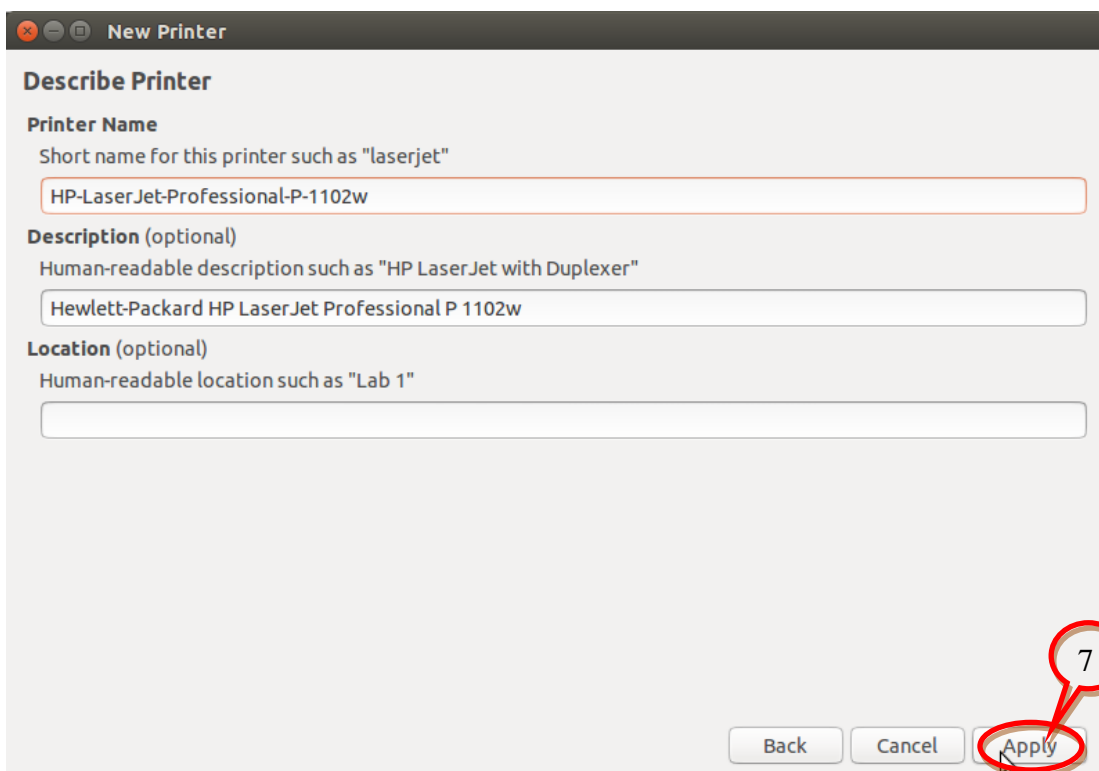 New Printer
Describe Printer
Printer Name
Short name for this printer such as "laserjet"
HP-LaserJet-Professional-P-1102w
Description (optional)
Human-readable description such as "HP LaserJet with Duplexer"
Hewlett-Packard HP LaserJet Professional P 1102w
Location (optional)
Human-readable location such as "Lab 1"
7
Back Cancel Apply